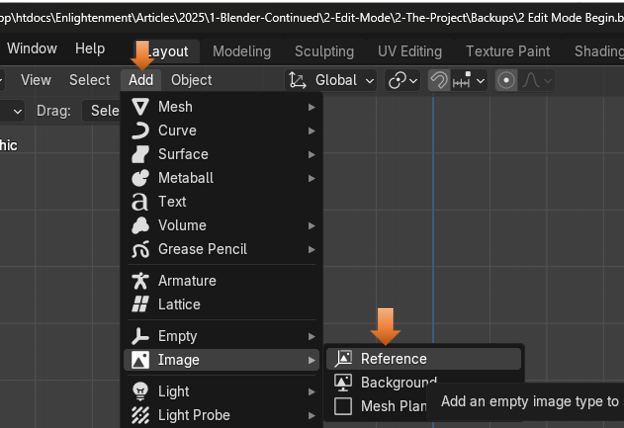 op\htdocs\Enlightenment\Articles\2025\1-Blender-Continued\2-Edit-Mode\2-The-Project\Backups\2 Edit Mode Begin.b
Window Help Layout Modeling Sculpting UV Editing Texture Paint Shading
View Select Add Object Global
Drag: Sele
hic
Mesh
Curve
Surface
Metaball
Text
Volume
Grease Pencil
Armature
Lattice
Empty
Image
Light
Light Probe
Reference
Background
Mesh Plan
Add an empty image type to